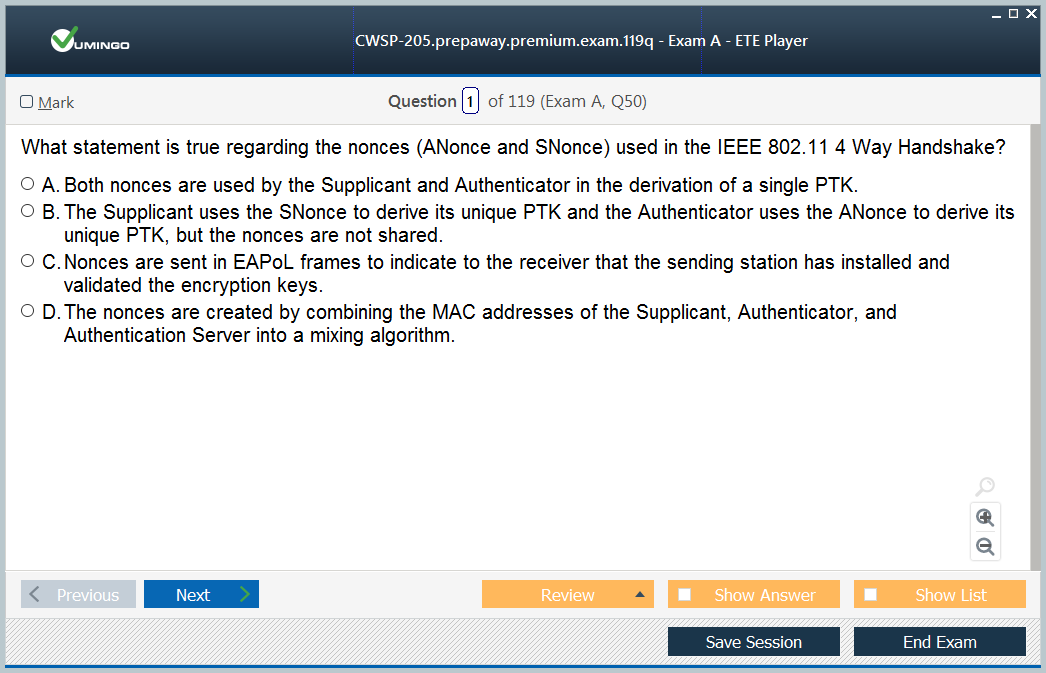 VUMINGO
CWSP-205.prepaway.premium.exam.119q - Exam A - ETE Player
Mark
Question 1 of 119 (Exam A, Q50)
What statement is true regarding the nonces (ANonce and SNonce) used in the IEEE 802.11 4 Way Handshake?
A. Both nonces are used by the Supplicant and Authenticator in the derivation of a single PTK.
B. The Supplicant uses the SNonce to derive its unique PTK and the Authenticator uses the ANonce to derive its
unique PTK, but the nonces are not shared.
C. Nonces are sent in EAPoL frames to indicate to the receiver that the sending station has installed and
validated the encryption keys.
D. The nonces are created by combining the MAC addresses of the Supplicant, Authenticator, and
Authentication Server into a mixing algorithm.
Previous
Next
Review
Show Answer
Show List
Save Session
End Exam